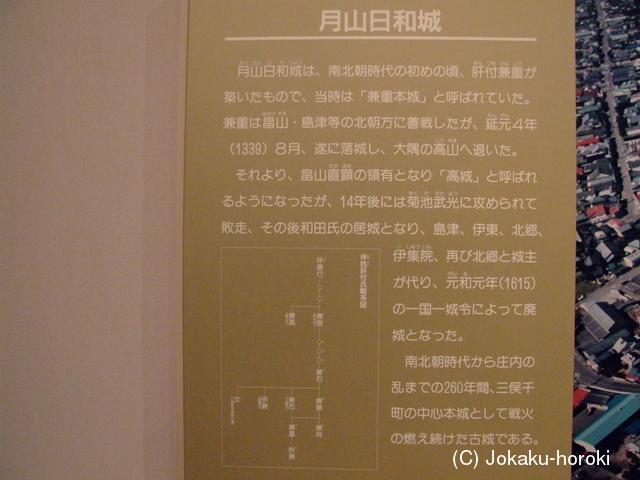 月山日和城
月山日和城は、南北朝時代の初めの頃、肝付兼重が
築いたもので、当時は「兼重本城」と呼ばれていた。
兼重は畠山・島津等の北朝方に善戦したが、延元4年
(1339)8月、遂に落城し、大隅の高山へ退いた。
それより、畠山直顕の領有となり「高城」と呼ばれ
るようになったが、14年後には菊池武光に攻められて
敗走、その後和田氏の居城となり、島津、伊東、北郷、
伊集院、再び北郷と城主
が代り、元和元年(1615)
の一国一城令によって廃
城となった。
南北朝時代から庄内の
乱までの260年間、三俣千
町の中心本城として戦火
の燃え続けた古城である。
伴姓肝付氏略系図
伴兼行
女
(C) Jokaku-horoki